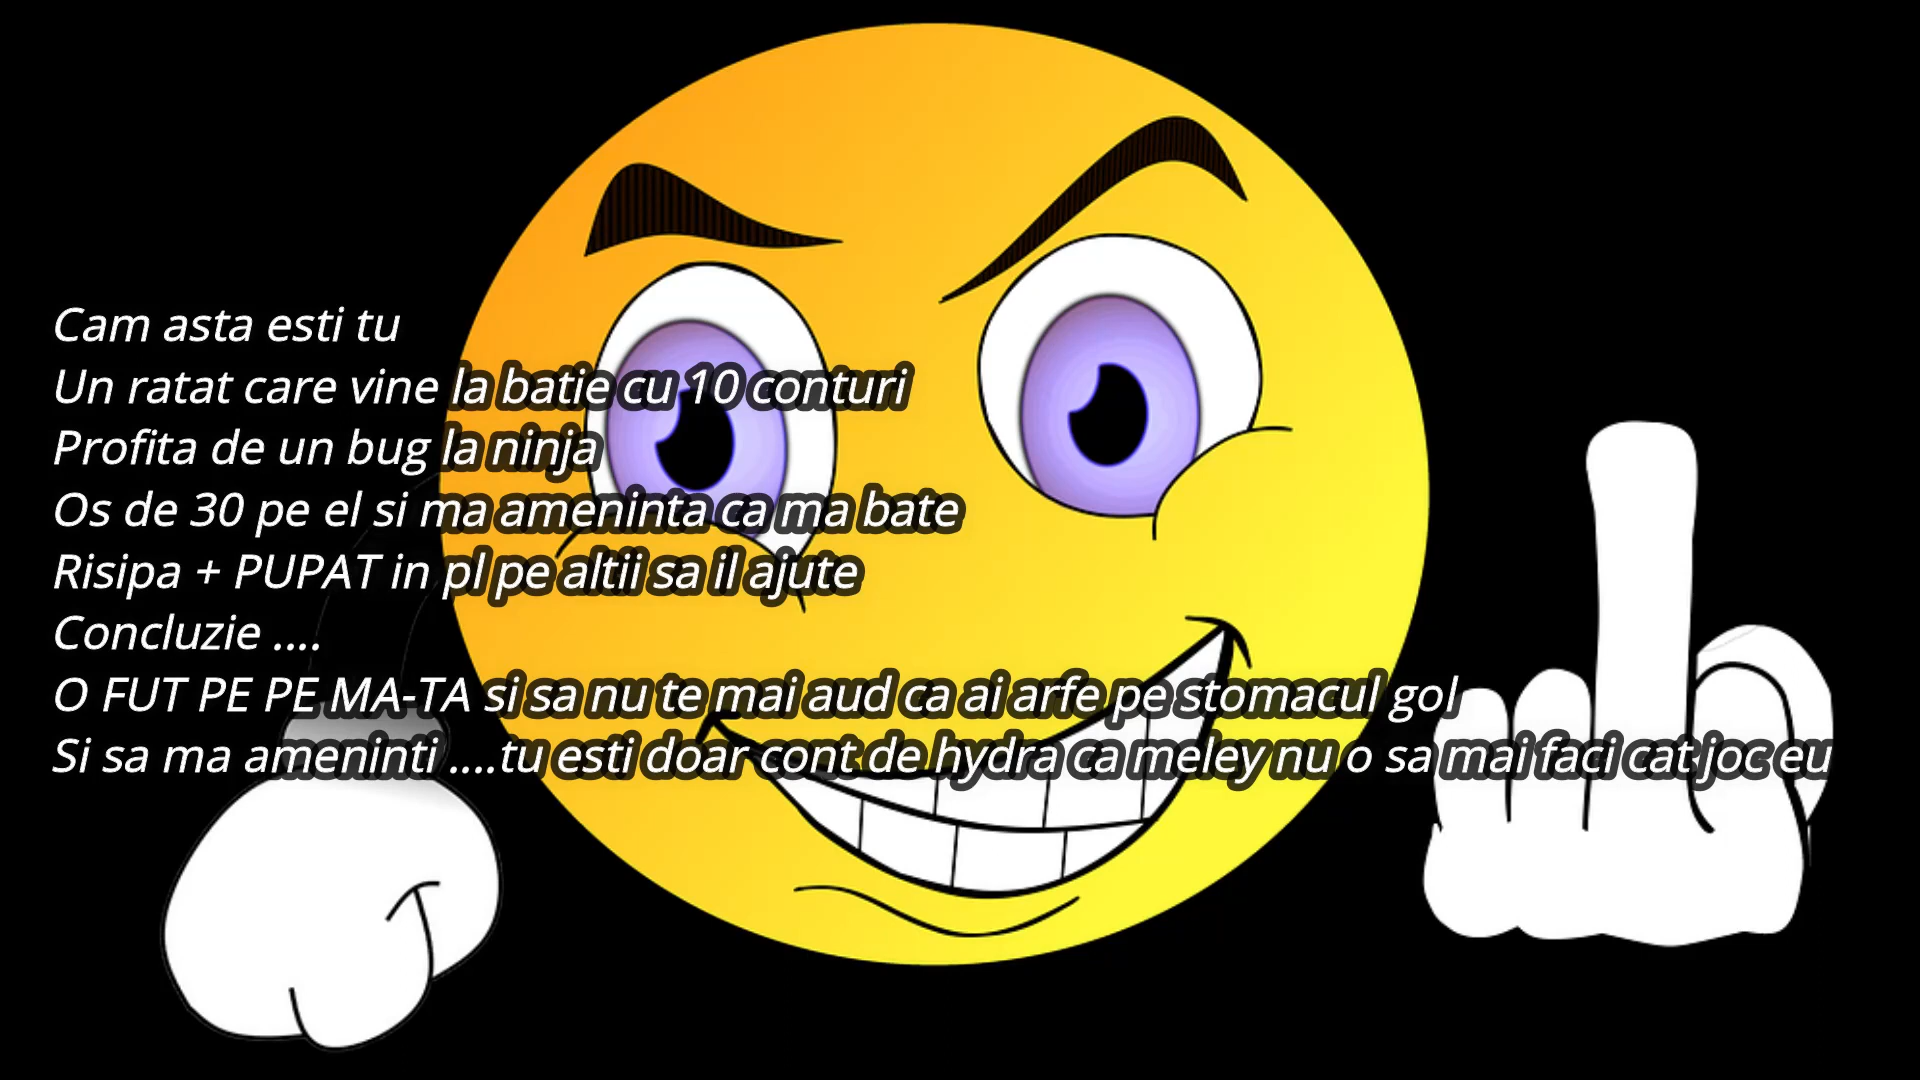 Cam asta esti tu
Un ratat care vine la batie cu 10 conturi
Profita de un bug la ninja
Os de 30 pe el si ma ameninta ca ma bate
Risipa + PUPAT in pl pe altii sa il ajute
Concluzie ....
O FUT PE PE MA-TA si sa nu te mai aud ca ai arfe pe stomacul gol
Si sa ma ameninti ....tu esti doar cont de hydra ca meley nu o sa mai faci cat joc eu